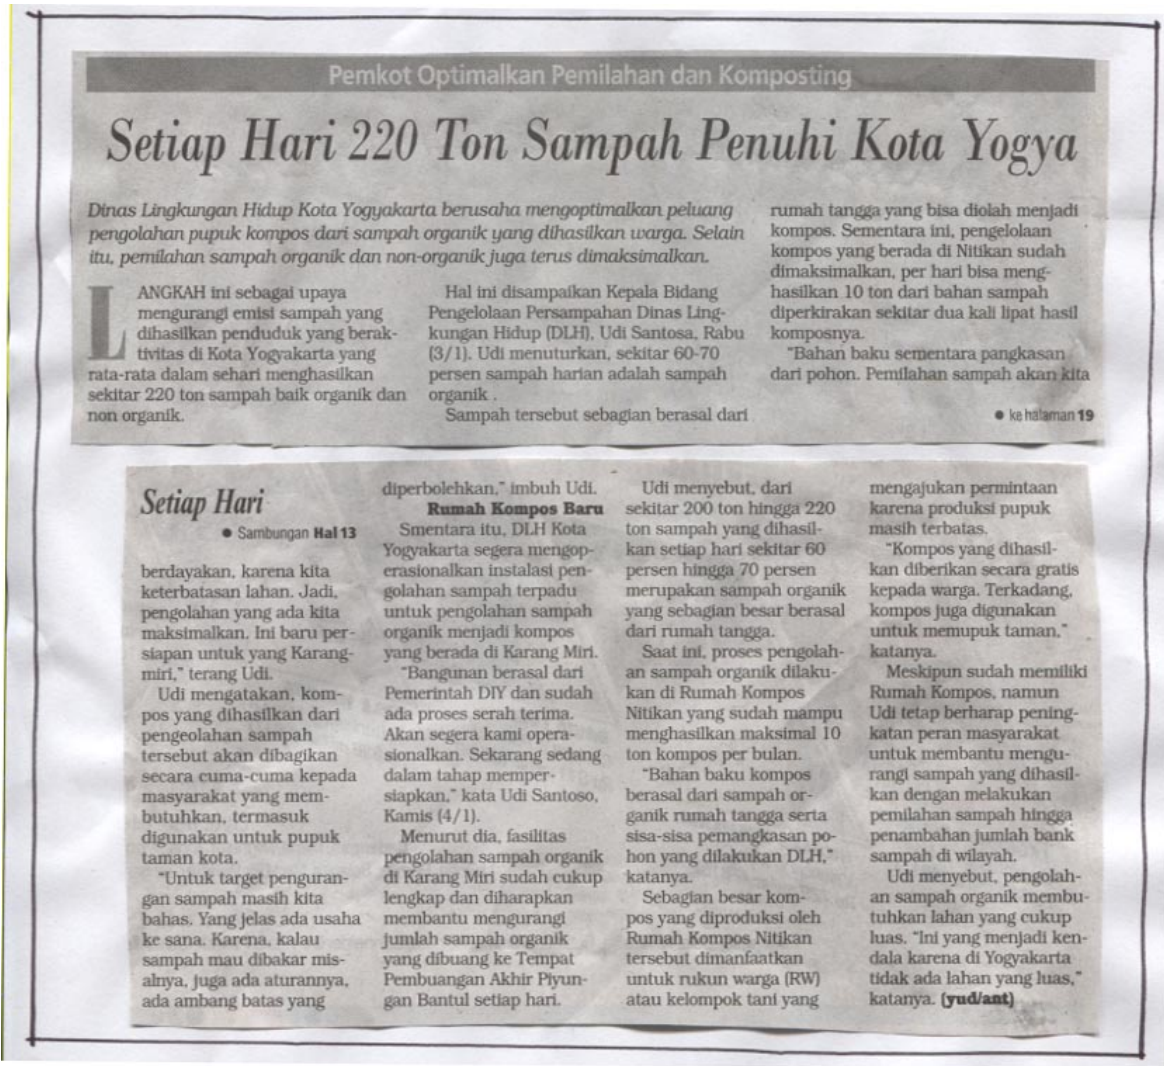 Pemkot Optimalkan Pemilahan dan Komposting
Setiap Hari 220 Ton Sampah Penuhi Kota Yogya
Dinas Lingkungan Hidup Kota Yogyakarta berusaha mengoptimalkan peluang
pengolahan pupuk kompos dari sampah organik yang dihasilkan warga. Selain
itu, pemilahan sampah organik dan non-organik juga terus dimaksimalkan.
LANGKAH ini sebagai upaya
mengurangi emisi sampah yang
dihasilkan penduduk yang berak-
tivitas di Kota Yogyakarta yang
rata-rata dalam sehari menghasilkan
sekitar 220 ton sampah baik organik dan
non organik.
Hal ini disampaikan Kepala Bidang
Pengelolaan Persampahan Dinas Ling-
kungan Hidup (DLH), Udi Santosa, Rabu
(3/1). Udi menuturkan, sekitar 60-70
persen sampah harian adalah sampah
organik .
Sampah tersebut sebagian berasal dari
rumah tangga yang bisa diolah menjadi
kompos. Sementara ini, pengelolaan
kompos yang berada di Nitikan sudah
dimaksimalkan, per hari bisa meng-
hasilkan 10 ton dari bahan sampah
diperkirakan sekitar dua kali lipat hasil
komposnya.
"Bahan baku sementara pangkasan
dari pohon. Pemilahan sampah akan kita
● ke halaman 19
Setiap Hari
● Sambungan Hal 13
berdayakan, karena kita
keterbatasan lahan. Jadi,
pengolahan yang ada kita
maksimalkan. Ini baru per-
siapan untuk yang Karang-
miri," terang Udi.
Udi mengatakan, kom-
pos yang dihasilkan dari
pengeolahan sampah
tersebut akan dibagikan
secara cuma-cuma kepada
masyarakat yang mem-
butuhkan, termasuk
digunakan untuk pupuk
taman kota.
"Untuk target penguran-
gan sampah masih kita
bahas. Yang jelas ada usaha
ke sana. Karena, kalau
sampah mau dibakar mis-
alnya, juga ada aturannya,
ada ambang batas yang
diperbolehkan," imbuh Udi.
Rumah Kompos Baru
Smentara itu, DLH Kota
Yogyakarta segera mengop-
erasionalkan instalasi pen-
golahan sampah terpadu
untuk pengolahan sampah
organik menjadi kompos
yang berada di Karang Miri.
"Bangunan berasal dari
Pemerintah DIY dan sudah
ada proses serah terima.
Akan segera kami opera-
sionalkan. Sekarang sedang
dalam tahap memper-
siapkan," kata Udi Santoso,
Kamis (4/1).
Menurut dia, fasilitas
pengolahan sampah organik
di Karang Miri sudah cukup
lengkap dan diharapkan
membantu mengurangi
jumlah sampah organik
yang dibuang ke Tempat
Pembuangan Akhir Piyun-
gan Bantul setiap hari.
Udi menyebut, dari
sekitar 200 ton hingga 220
ton sampah yang dihasil-
kan setiap hari sekitar 60
persen hingga 70 persen
merupakan sampah organik
yang sebagian besar berasal
dari rumah tangga.
Saat ini, proses pengolah-
an sampah organik dilaku-
kan di Rumah Kompos
Nitikan yang sudah mampu
menghasilkan maksimal 10
ton kompos per bulan.
"Bahan baku kompos
berasal dari sampah or-
ganik rumah tangga serta
sisa-sisa pemangkasan po-
hon yang dilakukan DLH,"
katanya.
Sebagian besar kom-
pos yang diproduksi oleh
Rumah Kompos Nitikan
tersebut dimanfaatkan
untuk rukun warga (RW)
atau kelompok tani yang
mengajukan permintaan
karena produksi pupuk
masih terbatas.
"Kompos yang dihasil-
kan diberikan secara gratis
kepada warga. Terkadang,
kompos juga digunakan
untuk memupuk taman,"
katanya.
Meskipun sudah memiliki
Rumah Kompos, namun
Udi tetap berharap pening-
katan peran masyarakat
untuk membantu mengu-
rangi sampah yang dihasil-
kan dengan melakukan
pemilahan sampah hingga
penambahan jumlah bank
sampah di wilayah.
Udi menyebut, pengolah-
an sampah organik membu-
tuhkan lahan yang cukup
luas. "Ini yang menjadi ken-
dala karena di Yogyakarta
tidak ada lahan yang luas,"
katanya. (yud/ant)